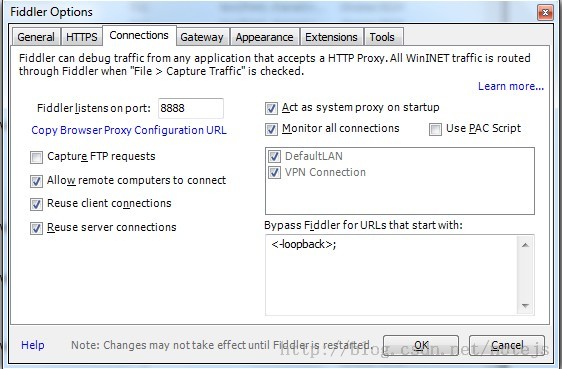 Fiddler Options
General HTTPS Connections Gateway Appearance Extensions Tools
Fiddler can debug traffic from any application that accepts a HTTP Proxy. All WinINET traffic is routed
through Fiddler when "File > Capture Traffic" is checked.
Learn more...
Fiddler listens on port: 8888
Copy Browser Proxy Configuration URL
Capture FTP requests
Allow remote computers to connect
Reuse client connections
Reuse server connections
Act as system proxy on startup
Monitor all connections Use PAC Script
DefaultLAN
VPN Connection
Bypass Fiddler for URLs that start with:
<-loopback>;
Help Note: Changes may not take effect until Fiddler is restarted. OK Cancel
http://blog.csdn.net/notejs